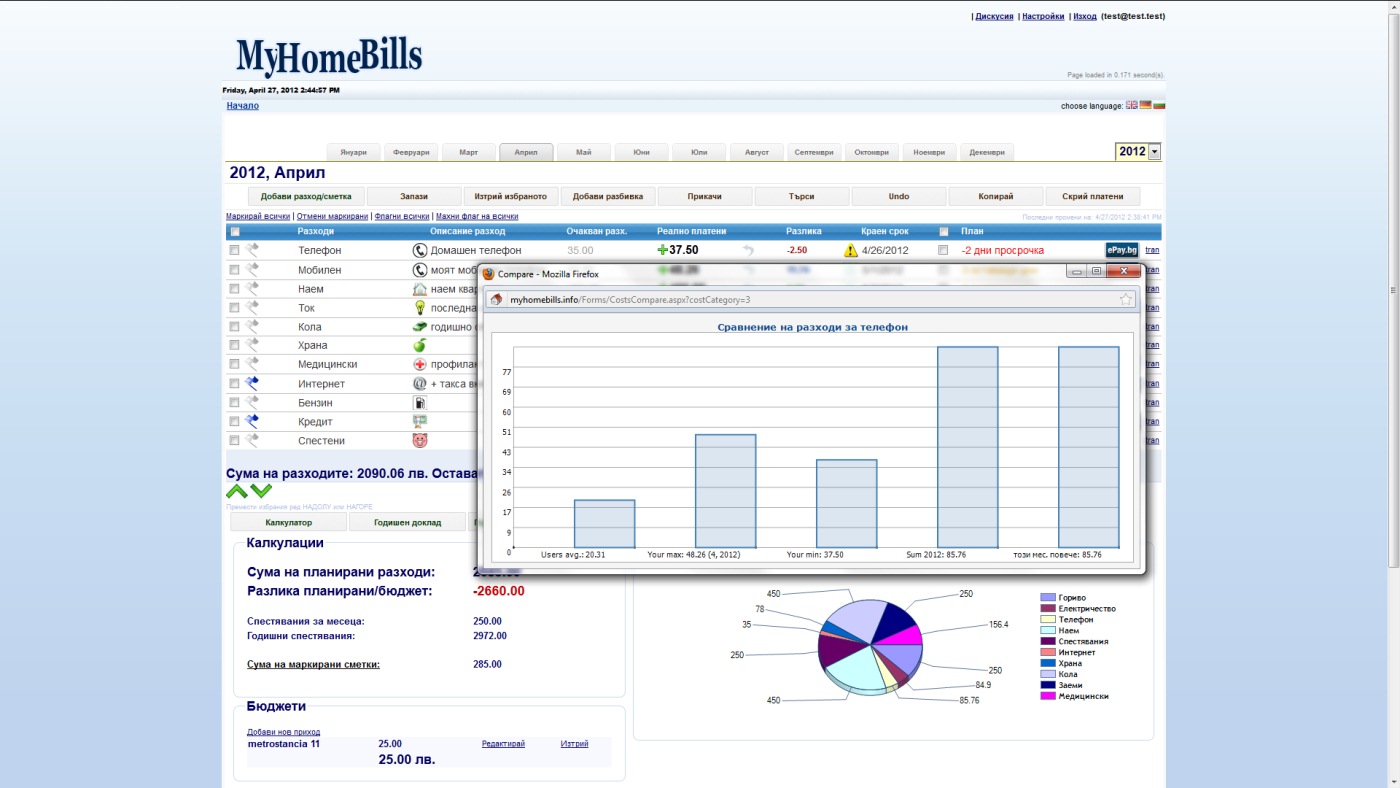 | Дискусия | Настройки | Изход (test@test.test)
MyHomeBills
Page loaded in 0.171 second(s).
Friday, April 27, 2012 2:44:57 PM
Начало
choose language:
Януари Февруари Март Април Май Юни Юли Август Септември Октомври Ноември Декември
2012
2012, Април
Добави разход/сметка Запази Изтрий избраното Добави разбивка Прикачи Търси Undo Копирай Скрий платени
Маркирай всички | Отмени маркирани | Флагни всички | Махни флаг на всички
Последни промени на: 4/27/2012 2:38:41 PM
Разходи Описание разход Очакван разх. Реално платени Разлика Краен срок План
Телефон Домашен телефон 35.00 37.50 -2.50 4/26/2012 -2 дни просрочка ePay.bg tran
Мобилен моят моб tran
Наем наем квар tran
Ток последна tran
Кола годишно tran
Храна tran
Медицински профилак tran
Интернет + такса вк tran
Бензин tran
Кредит tran
Спестени tran
Compare - Mozilla Firefox
myhomebills.info/Forms/CostsCompare.aspx?costCategory=3
Сравнение на разходи за телефон
77
69
60
51
43
34
26
17
9
0
Users avg.: 20.31 Your max: 48.26 (4, 2012) Your min: 37.50 Sum 2012: 85.76 този мес. повече: 85.76
Сума на разходите: 2090.06 лв. Остава
Премести избрания ред НАДОЛУ или НАГОРЕ
Калкулатор Годишен доклад
Калкулации
Сума на планирани разходи:
Разлика планирани/бюджет: -2660.00
Спестявания за месеца: 250.00
Годишни спестявания: 2972.00
Сума на маркирани сметки: 285.00
Бюджети
Добави нов приход
metrostancia 11 25.00 Редактирай Изтрий
25.00 лв.
450
78
35
250
450
250
156.4
250
84.9
85.76
Гориво
Електричество
Телефон
Наем
Спестявания
Интернет
Храна
Кола
Заеми
Медицински